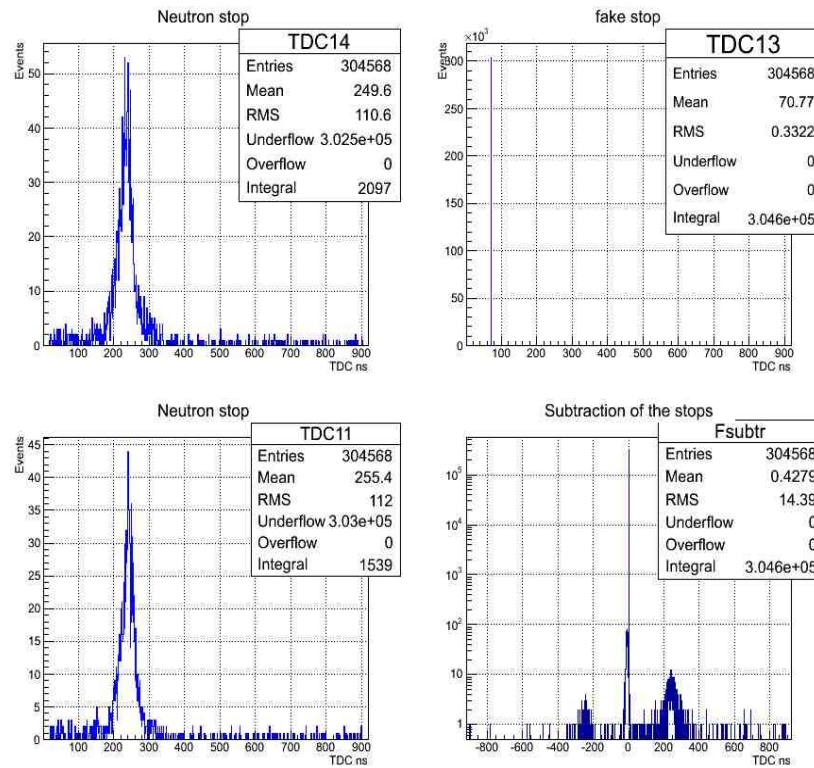 Neutron stop
TDC14
Entries 304568
Mean 249.6
RMS 110.6
Underflow 3.025e+05
Overflow 0
Integral 2097
Events
50
40
30
20
10
0
0 100 200 300 400 500 600 700 800 900
TDC ns
fake stop
TDC13
Entries 304568
Mean 70.77
RMS 0.3322
Underflow 0
Overflow 0
Integral 3.046e+05
×10³
Events
300
250
200
150
100
50
0
100 200 300 400 500 600 700 800 900
TDC ns
Neutron stop
TDC11
Entries 304568
Mean 255.4
RMS 112
Underflow 3.03e+05
Overflow 0
Integral 1539
Events
45
40
35
30
25
20
15
10
5
0
0 100 200 300 400 500 600 700 800 900
TDC ns
Subtraction of the stops
Fsubtr
Entries 304568
Mean 0.4279
RMS 14.39
Underflow 0
Overflow 0
Integral 3.046e+05
10⁵
10⁴
10³
10²
10
1
-800 -600 -400 -200 0 200 400 600 800
TDC ns